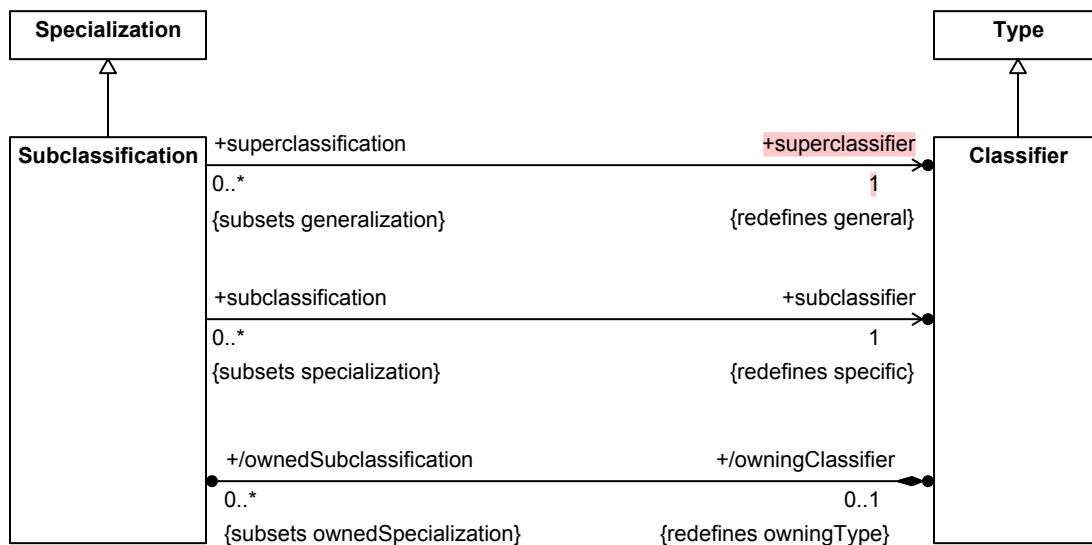 Specialization
Type
Subclassification
Classifier
+superclassification
+superclassifier
0..*
1
{subsets generalization}
{redefines general}
+subclassification
+subclassifier
0..*
1
{subsets specialization}
{redefines specific}
+/ownedSubclassification
+/owningClassifier
0..*
0..1
{subsets ownedSpecialization}
{redefines owningType}